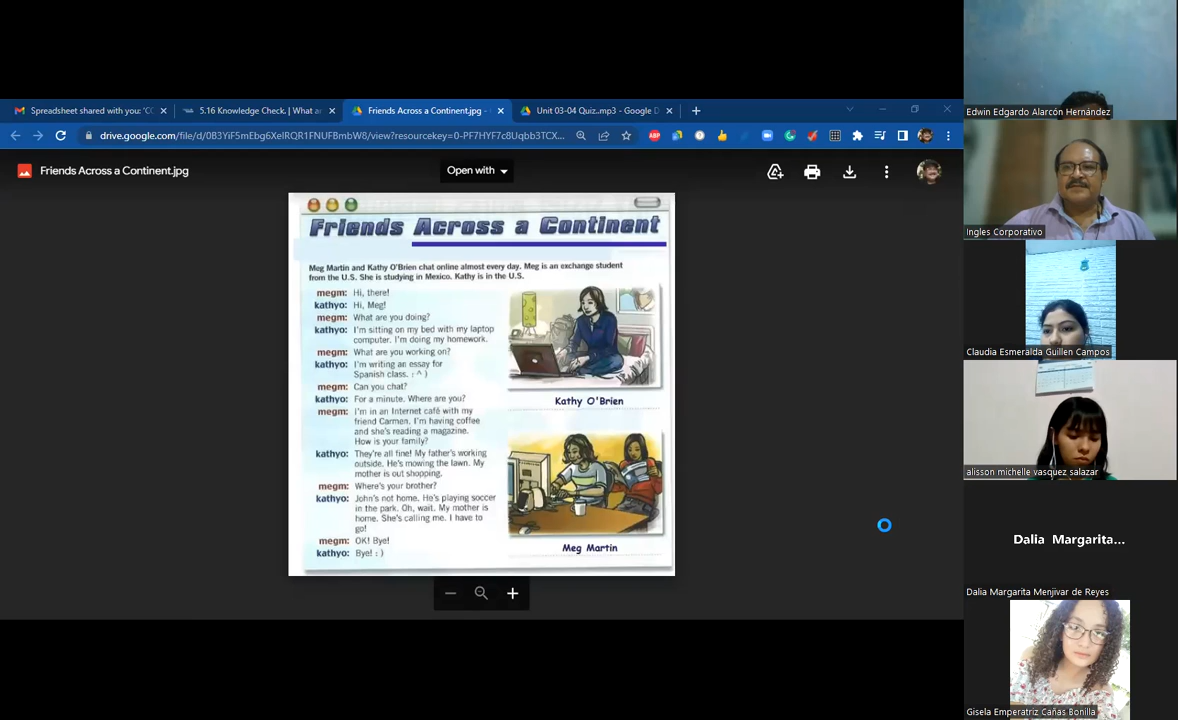 Edwin Edgardo Alarcón Hernández
Spreadsheet shared with you: "CC
5.16 Knowledge Check. | What a
Friends Across a Continent.jpg -
Unit 03-04 Quiz..mp3 - Google D
drive.google.com/file/d/0B3YiF5mEbg6XelRQR1FNUFBmbW8/view?resourcekey=0-PF7HYF7c8Uqbb3TCX...
Friends Across a Continent.jpg
Open with
Friends Across a Continent
Meg Martin and Kathy O'Brien chat online almost every day. Meg is an exchange student
from the U.S. She is studying in Mexico. Kathy is in the U.S.
megm: Hi, there!
kathyo: Hi, Meg!
megm: What are you doing?
kathyo: I'm sitting on my bed with my laptop
computer. I'm doing my homework.
megm: What are you working on?
kathyo: I'm writing an essay for
Spanish class. : ^ )
megm: Can you chat?
kathyo: For a minute. Where are you?
megm: I'm in an Internet café with my
friend Carmen. I'm having coffee
and she's reading a magazine.
How is your family?
kathyo: They're all fine! My father's working
outside. He's mowing the lawn. My
mother is out shopping.
megm: Where's your brother?
kathyo: John's not home. He's playing soccer
in the park. Oh, wait. My mother is
home. She's calling me. I have to
go!
megm: OK! Bye!
kathyo: Bye! : )
Kathy O'Brien
Meg Martin
Ingles Corporativo
Claudia Esmeralda Guillen Campos
alisson michelle vasquez salazar
Dalia Margarita...
Dalia Margarita Menjivar de Reyes
Gisela Emperatriz Cañas Bonilla